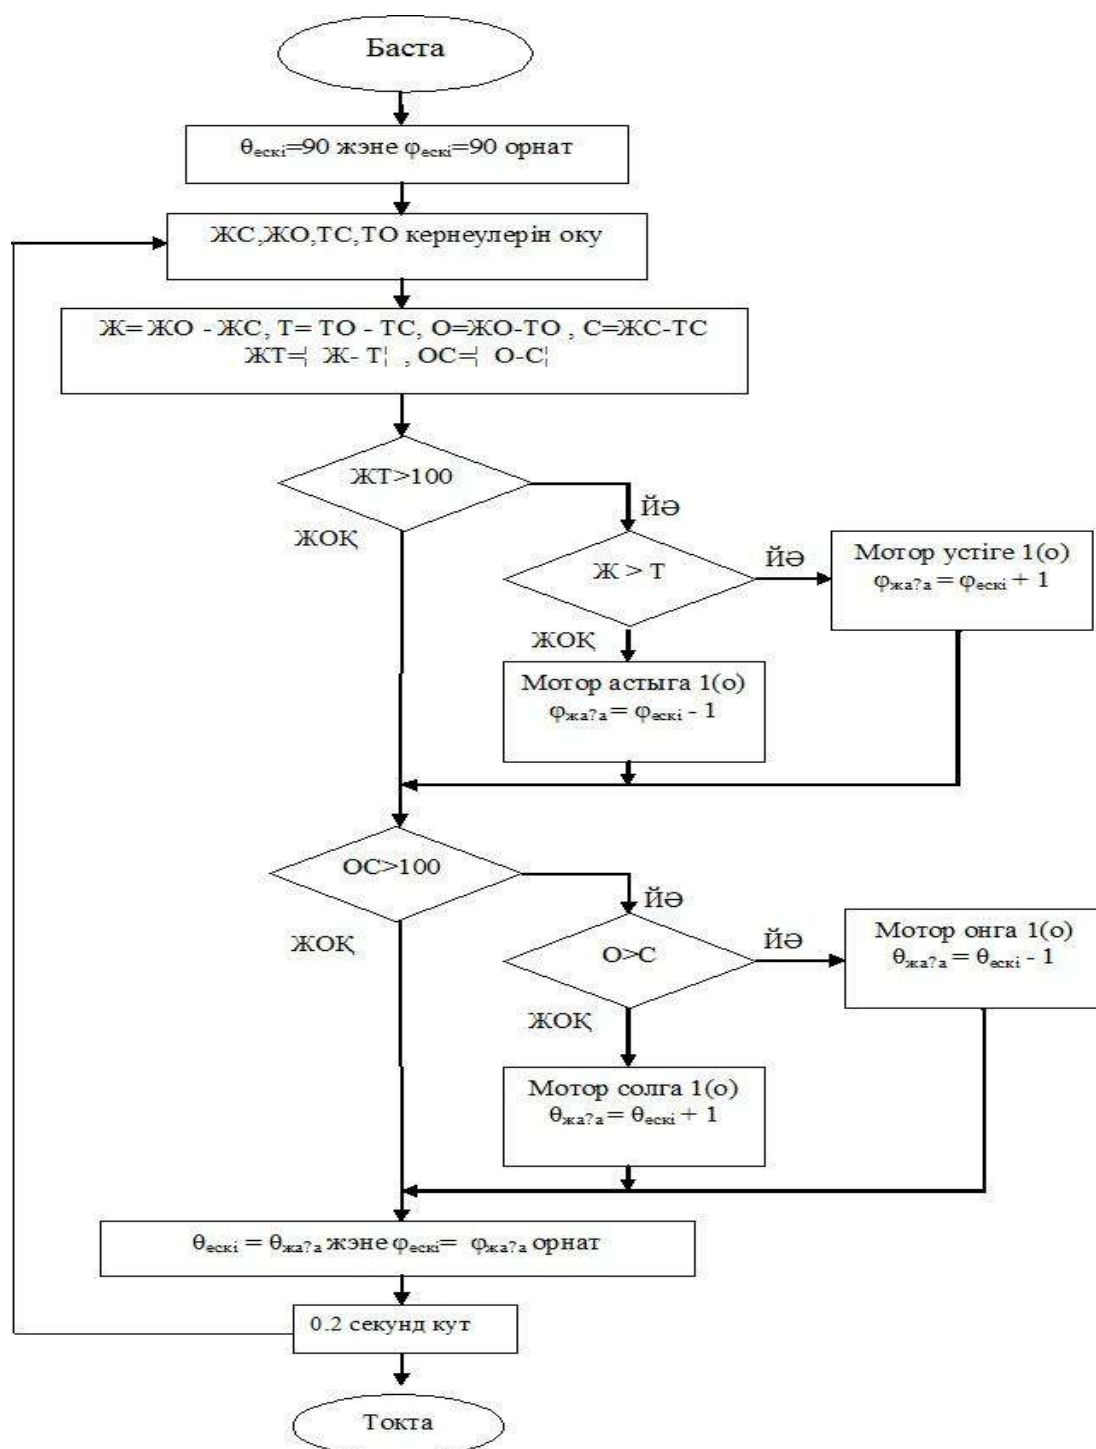 Баста
θескі=90 жэне φескі=90 орнат
ЖС,ЖО,ТС,ТО кернеулерін оку
Ж= ЖО - ЖС, Т= ТО - ТС, О=ЖО-ТО , С=ЖС-ТС
ЖТ=¦ Ж- Т¦ , ОС=¦ О-С¦
ЖТ>100
ЙӘ
ЖОҚ
Ж > Т
ЙӘ
Мотор устіге 1(о)
φжа?а = φескі + 1
ЖОҚ
Мотор астыга 1(о)
φжа?а = φескі - 1
ОС>100
ЙӘ
ЖОҚ
О>С
ЙӘ
Мотор онга 1(о)
θжа?а = θескі - 1
ЖОҚ
Мотор солга 1(о)
θжа?а = θескі + 1
θескі = θжа?а жэне φескі= φжа?а орнат
0.2 секунд кут
Токта